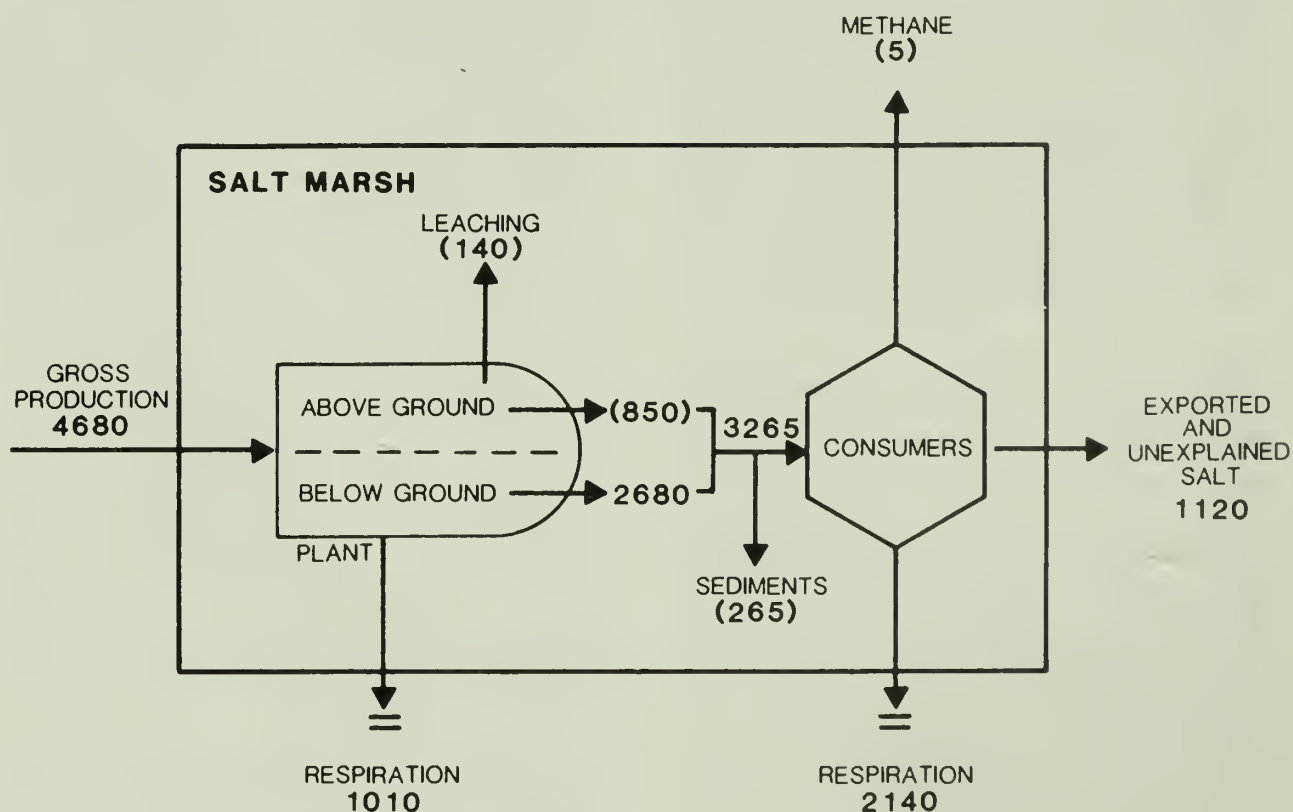 METHANE
(5)
SALT MARSH
LEACHING
(140)
GROSS
PRODUCTION
4680
ABOVE GROUND
(850)
3265
CONSUMERS
EXPORTED
AND
UNEXPLAINED
SALT
1120
BELOW GROUND
2680
PLANT
SEDIMENTS
(265)
RESPIRATION
1010
RESPIRATION
2140